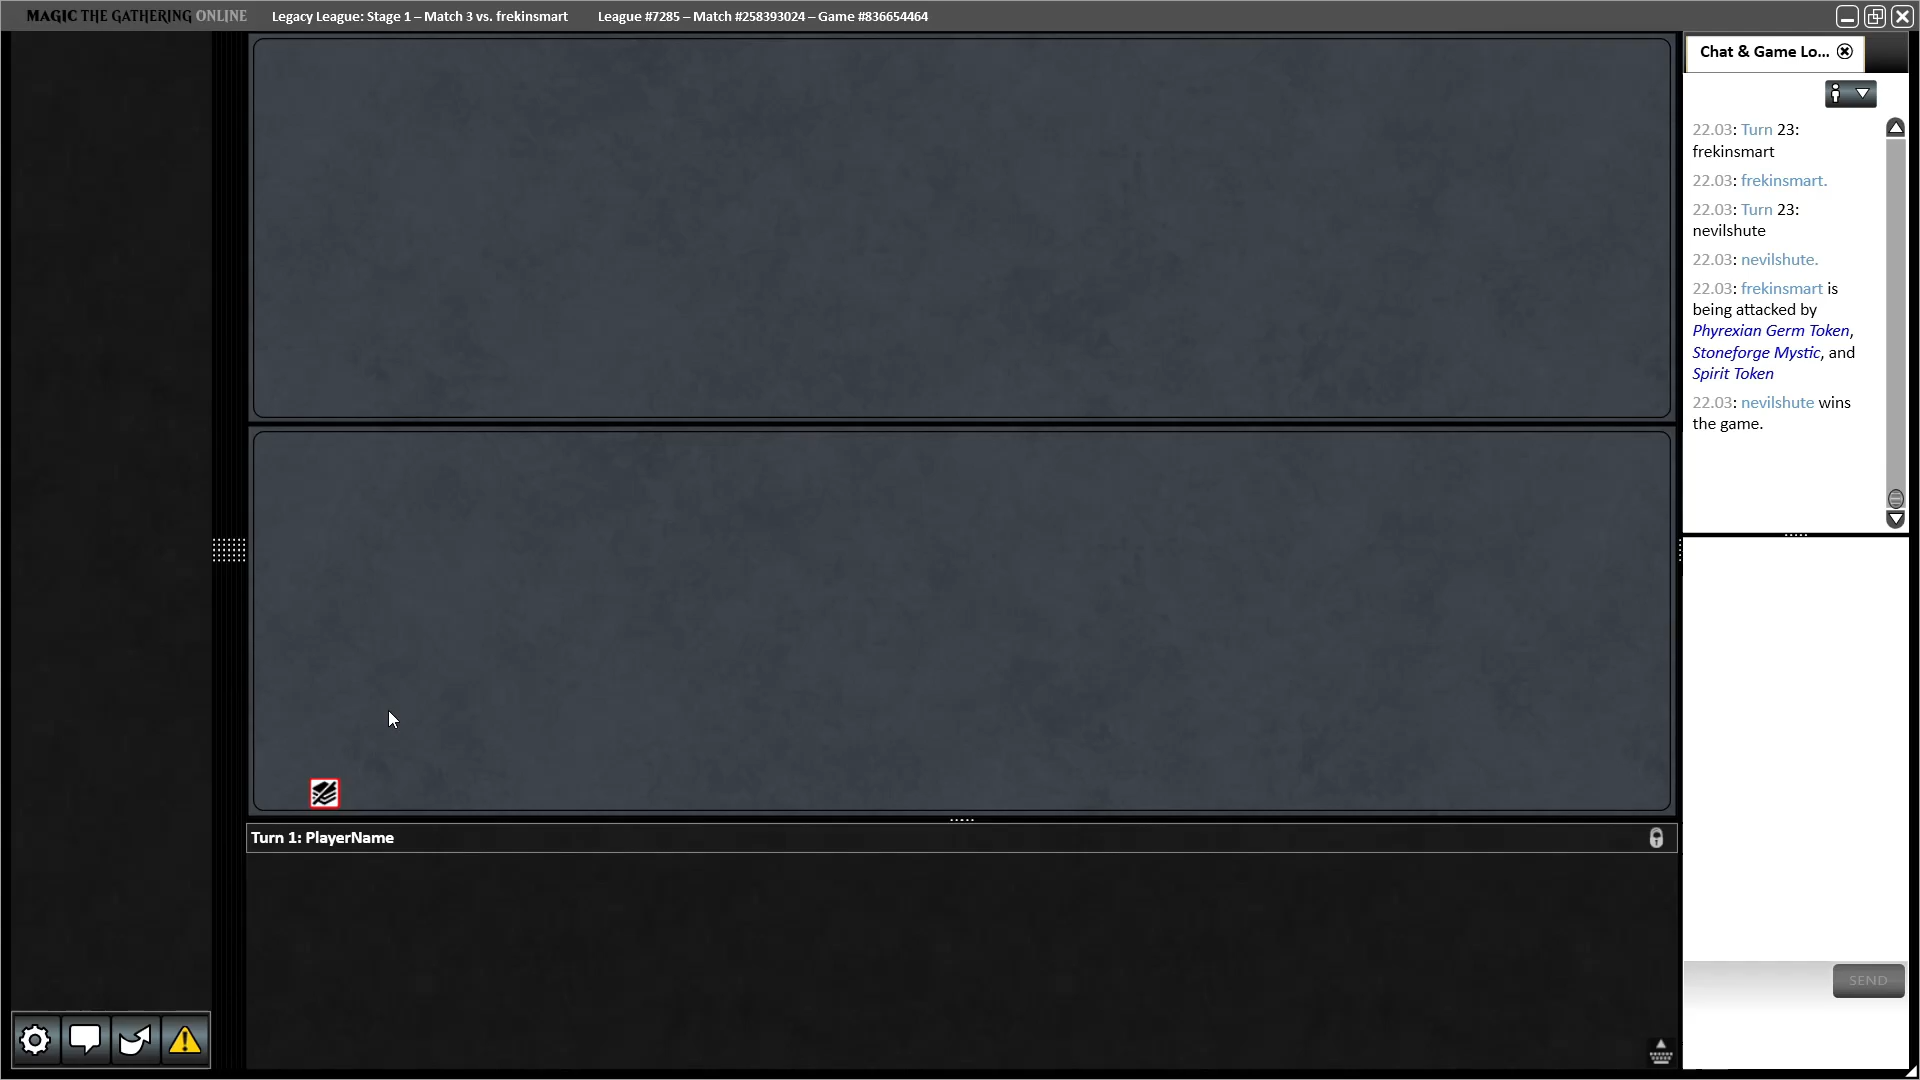 MAGIC THE GATHERING ONLINE
Legacy League: Stage 1 – Match 3 vs. frekinsmart
League #7285 – Match #258393024 – Game #836654464
Chat & Game Lo...
22.03: Turn 23:
frekinsmart
22.03: frekinsmart.
22.03: Turn 23:
nevilshute
22.03: nevilshute.
22.03: frekinsmart is
being attacked by
Phyrexian Germ Token,
Stoneforge Mystic, and
Spirit Token
22.03: nevilshute wins
the game.
Turn 1: PlayerName
SEND